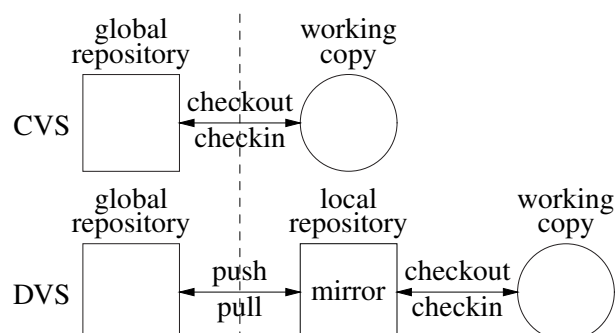 global
repository
working
copy
CVS
checkout
checkin
global
repository
local
repository
working
copy
DVS
push
pull
mirror
checkout
checkin